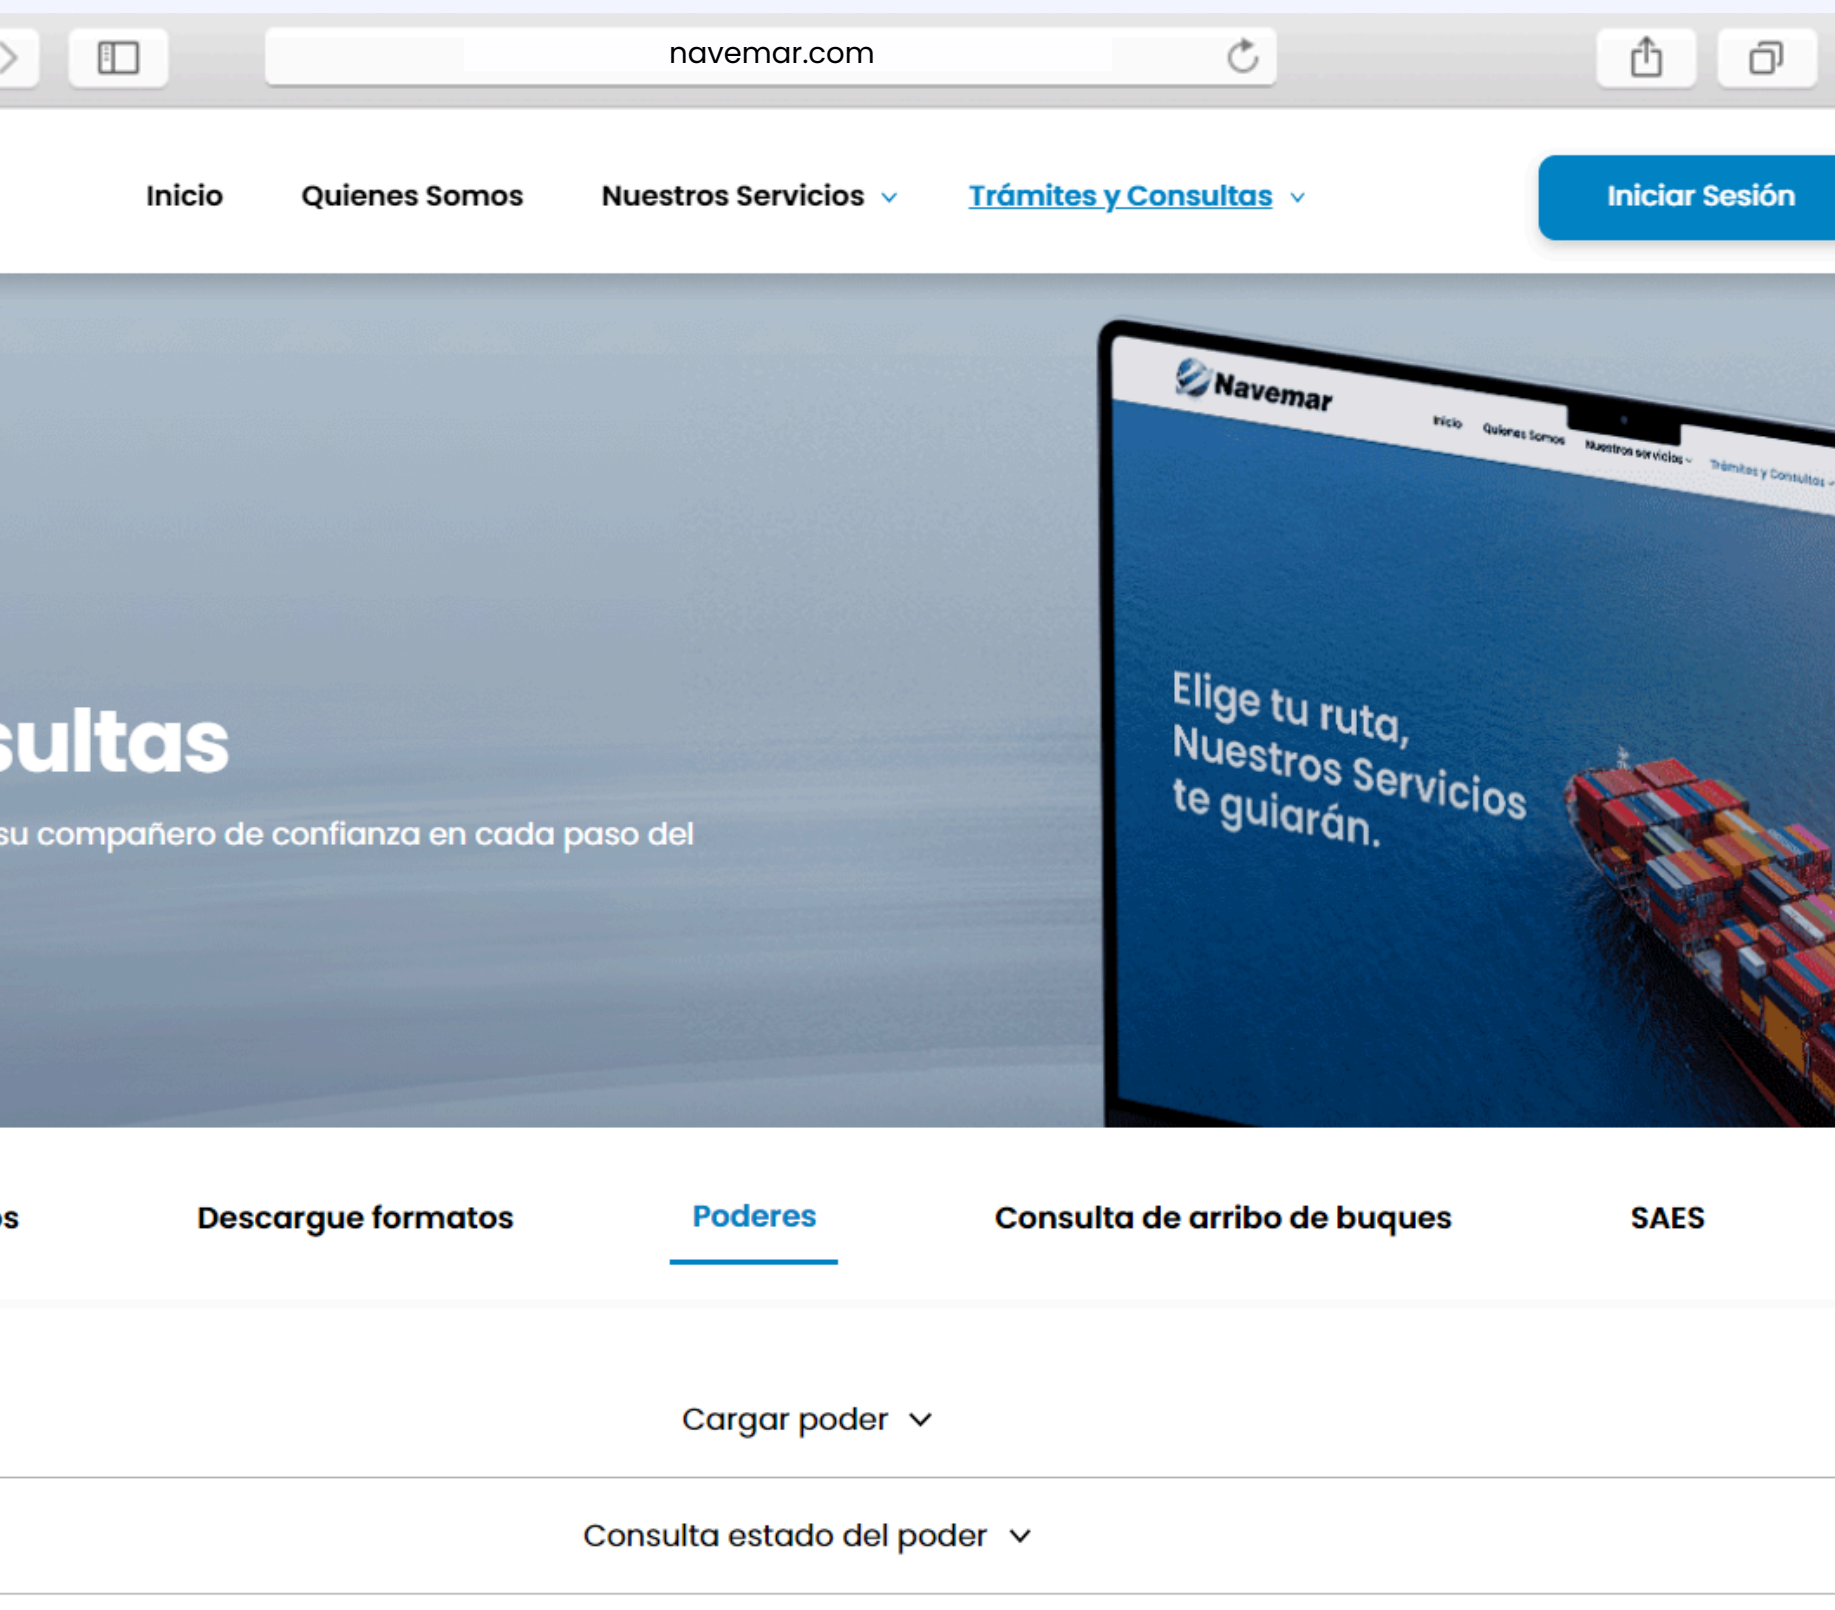 navemar.com
Inicio Quienes Somos Nuestros Servicios Trámites y Consultas Iniciar Sesión
Navemar
Inicio Quienes Somos Nuestros servicios Trámites y Consultas
Elige tu ruta,
Nuestros Servicios
te guiarán.
sultas
su compañero de confianza en cada paso del
os Descargue formatos Poderes Consulta de arribo de buques SAES
Cargar poder
Consulta estado del poder